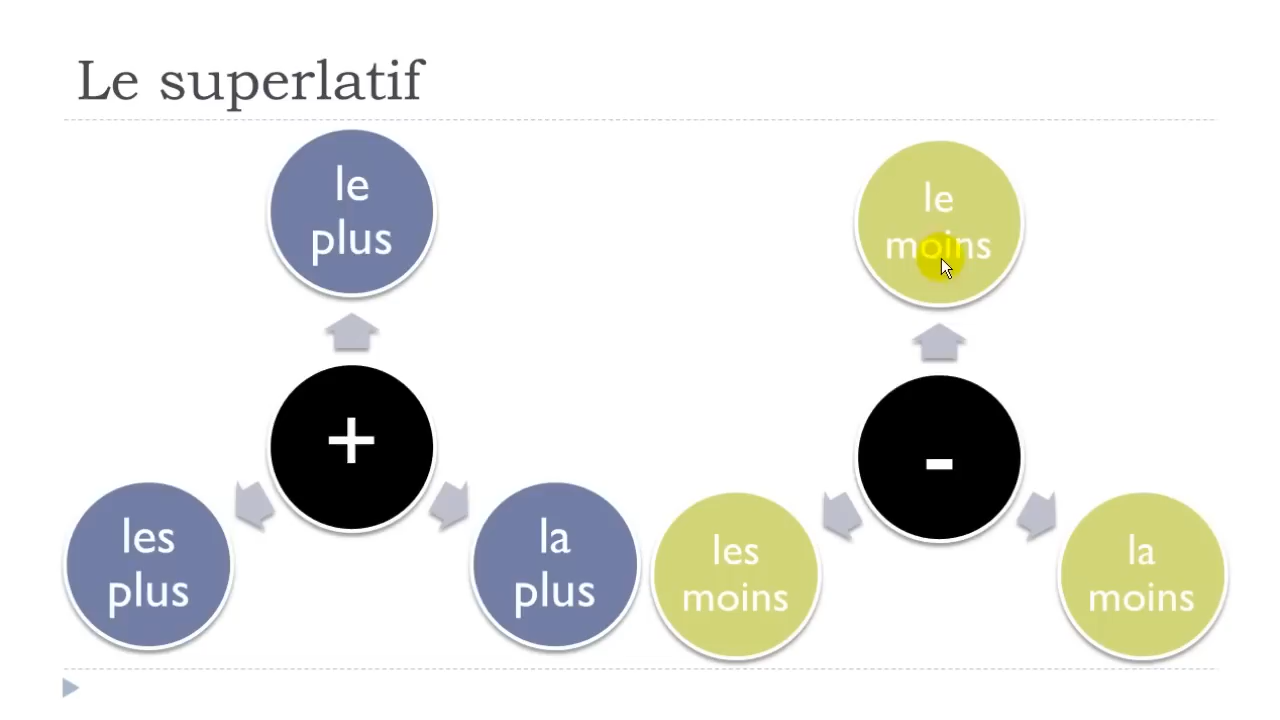 Le superlatif
le
plus
+
les
plus
la
plus
le
moins
-
les
moins
la
moins